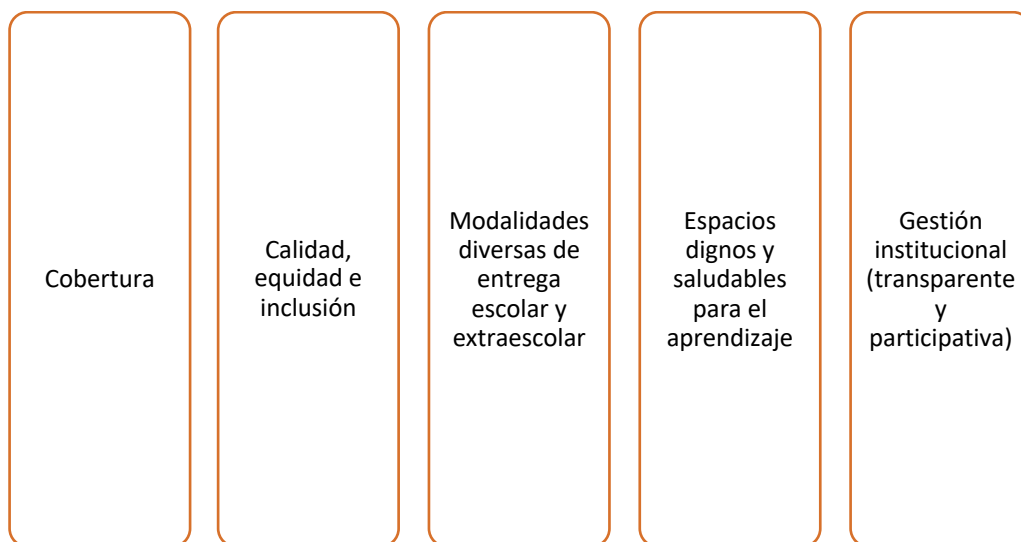 Cobertura
Calidad,
equidad e
inclusión
Modalidades
diversas de
entrega
escolar y
extraescolar
Espacios
dignos y
saludables
para el
aprendizaje
Gestión
institucional
(transparente
y
participativa)